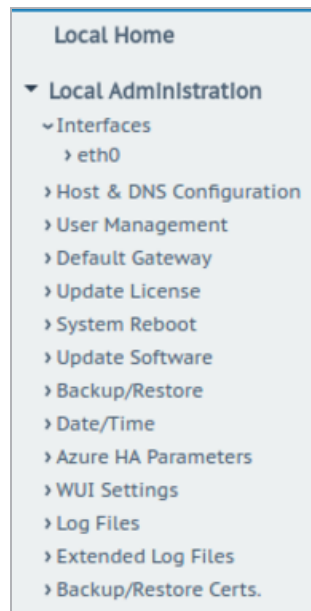 Local Home
Local Administration
Interfaces
eth0
Host & DNS Configuration
User Management
Default Gateway
Update License
System Reboot
Update Software
Backup/Restore
Date/Time
Azure HA Parameters
WUI Settings
Log Files
Extended Log Files
Backup/Restore Certs.